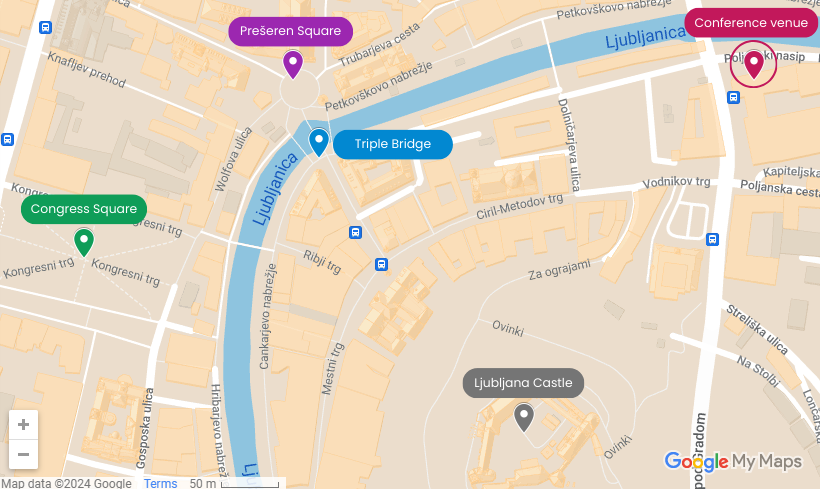 Petkovškovo nabrežje
Conference venue
Prešeren Square
Trubarjeva cesta
Ljubljanica
Knafljev prehod
Petkovškovo nabrežje
Wolfova ulica
Triple Bridge
Dolničarjeva ulica
Kapiteljska
Vodnikov trg
Poljanska cesta
Ljubljanica
Congress Square
Ciril-Metodov trg
Kongresni trg
Kongresni trg
Ribji trg
Za ograjami
Cankarjevo nabrežje
Ovinki
Streliška ulica
Mestni trg
Na Stolbi
Ljubljana Castle
Gosposka ulica
Hribarjevo nabrežje
Ovinki
pod Gradom
Google My Maps
Map data ©2024 Google
Terms
50 m